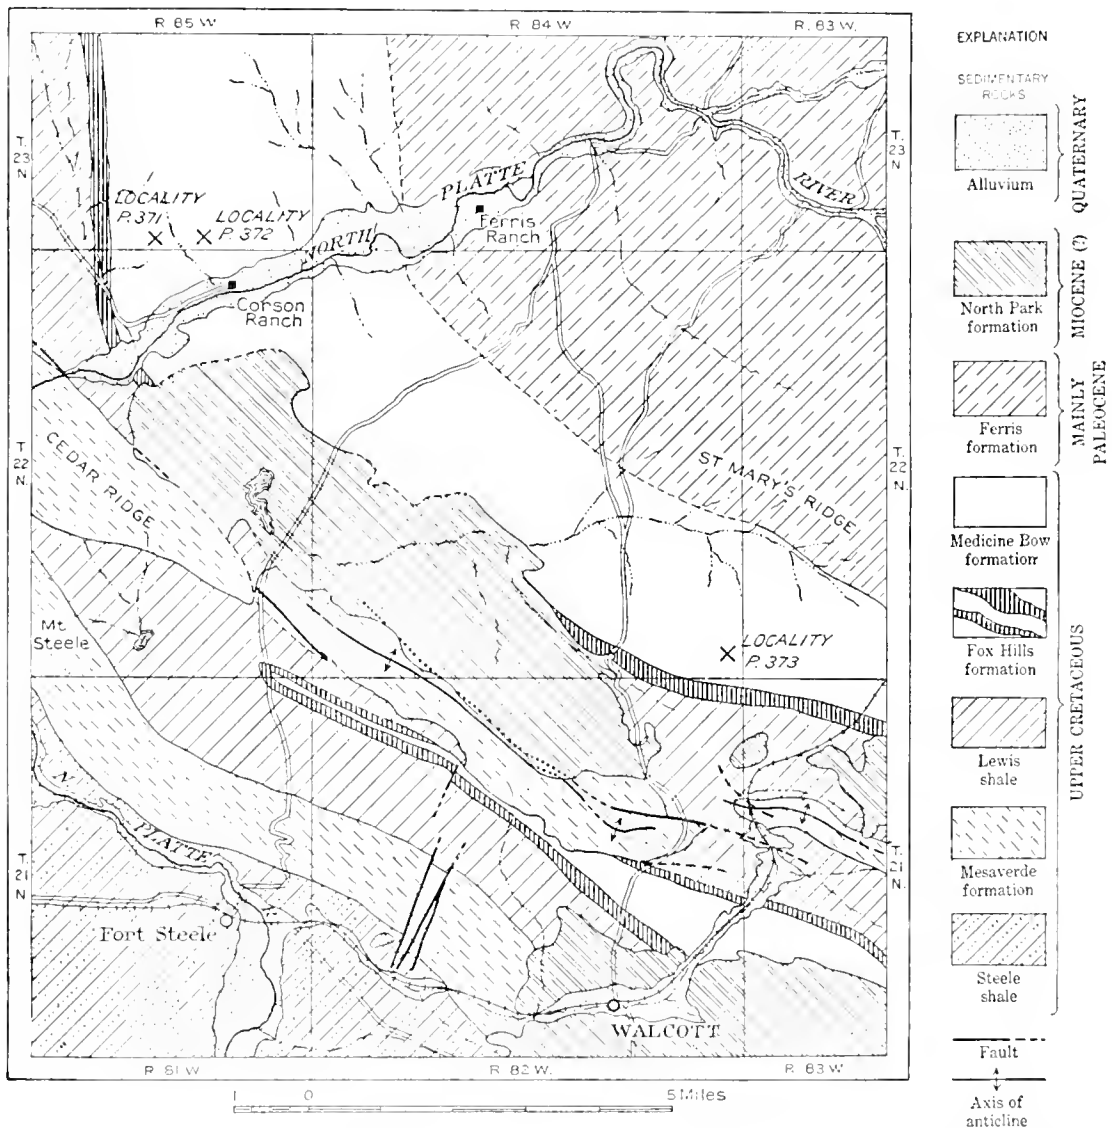 R. 85 W.
R. 84 W.
R. 83 W.
T.
23
N
T.
23
N
LOCALITY
P. 371
LOCALITY
P. 372
PLATTE
RIVER
Ferris
Ranch
NORTH
Corson
Ranch
T.
22
N.
T.
22
N.
CEDAR RIDGE
ST MARY'S RIDGE
Mt
Steele
LOCALITY
P. 373
N
PLATTE
T.
21
N
T.
21
N.
Fort Steele
WALCOTT
R. 81 W.
R. 82 W.
R. 83 W.
1 0 5 Miles
EXPLANATION
SEDIMENTARY
ROCKS
Alluvium
QUATERNARY
North Park
formation
MIOCENE (?)
Ferris
formation
MAINLY
PALEOCENE
Medicine Bow
formation
Fox Hills
formation
Lewis
shale
Mesaverde
formation
Steele
shale
UPPER CRETACEOUS
Fault
Axis of
anticline